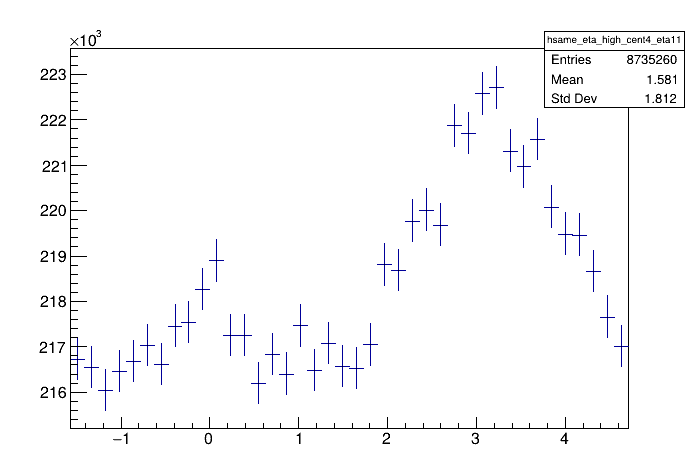 ×10³
hsame_eta_high_cent4_eta11
Entries 8735260
Mean 1.581
Std Dev 1.812
223
222
221
220
219
218
217
216
−1 0 1 2 3 4